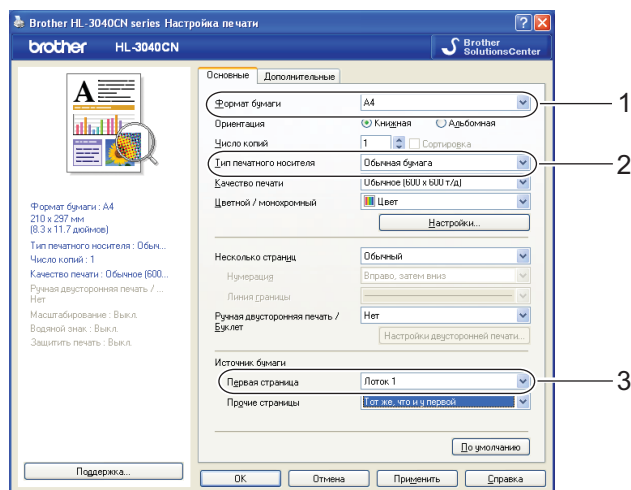 Brother HL-3040CN series Настройка печати
brother HL-3040CN
Brother
SolutionsCenter
Основные Дополнительные
Формат бумаги A4 1
Ориентация Книжная Альбомная
Число копий 1 Сортировка
Тип печатного носителя Обычная бумага 2
Качество печати Обычное (600 x 600 т/д)
Цветной / монохромный Цвет
Настройки...
Формат бумаги : A4
210 x 297 мм
(8.3 x 11.7 дюймов)
Тип печатного носителя : Обыч...
Число копий : 1
Качество печати : Обычное (600...
Ручная двусторонняя печать / ...
Нет
Масштабирование : Выкл.
Водяной знак : Выкл.
Защитить печать : Выкл.
Несколько страниц Обычный
Нумерация Вправо, затем вниз
Линия границы
Ручная двусторонняя печать /
Буклет Нет
Настройки двусторонней печати...
Источник бумаги
Первая страница Лоток 1 3
Прочие страницы Тот же, что и у первой
По умолчанию
Поддержка...
OK Отмена Применить Справка